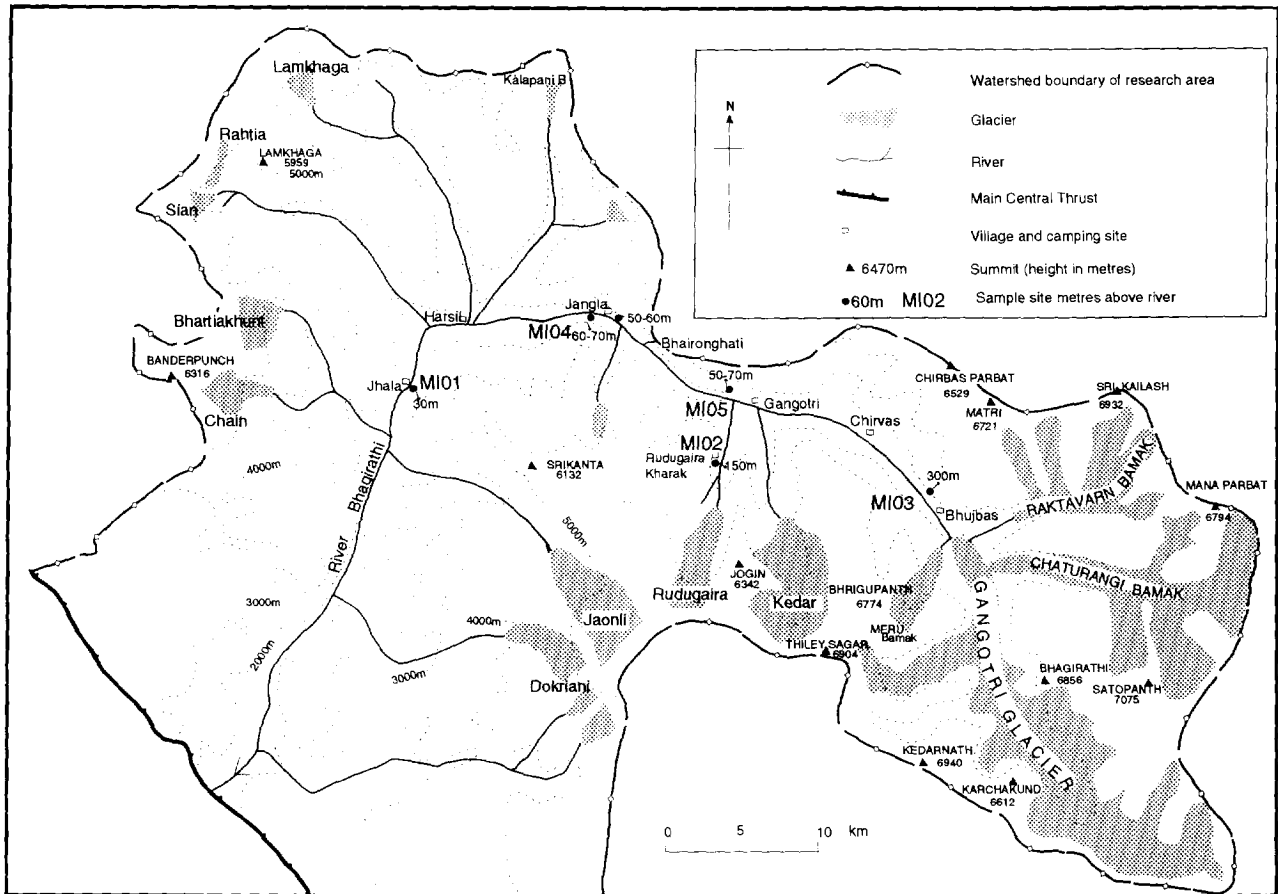 Lamkhaga
Kalapani B
Rahtia
LAMKHAGA
5959
5000m
Sian
N
Watershed boundary of research area
Glacier
River
Main Central Thrust
Village and camping site
6470m
Summit (height in metres)
60m MI02
Sample site metres above river
Bhartiakhunt
BANDERPUNCH
6316
Chain
4000m
Harsil
Jangla
MI04
60-70m
50-60m
Bhaironghati
Jhala
MI01
30m
50-70m
MI05
Gangotri
MI02
Rudugaira
Kharak
150m
SRIKANTA
6132
5000m
Chirvas
300m
MI03
Bhujbas
CHIRBAS PARBAT
6529
MATRI
6721
SRI KAILASH
6932
RAKTAVARN BAMAK
MANA PARBAT
6794
CHATURANGI BAMAK
River Bhagirathi
3000m
2000m
4000m
3000m
Jaonli
Dokriani
Rudugaira
JOGIN
6342
Kedar
BHRIGUPANTH
6774
MERU
Bamak
THILEY SAGAR
6904
GANGOTRI GLACIER
BHAGIRATHI
6856
SATOPANTH
7075
KEDARNATH
6940
KARCHAKUND
6612
0 5 10 km